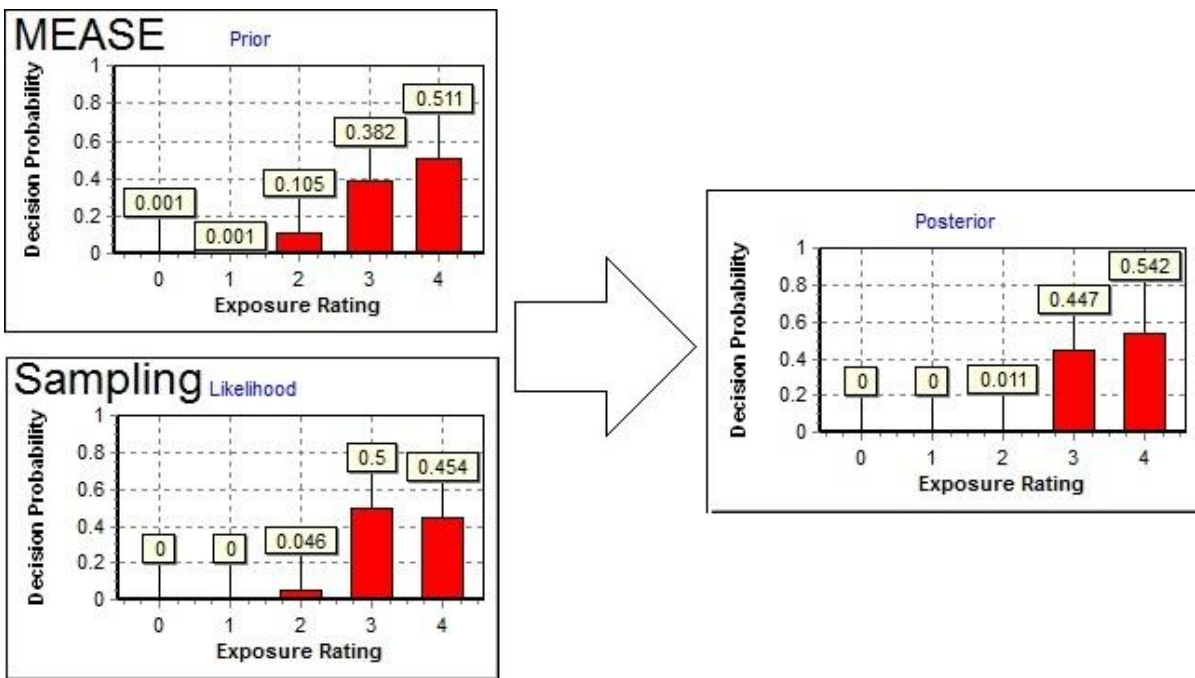 MEASE Prior
Decision Probability
1
0.8
0.6
0.4
0.2
0
0.001
0.001
0.105
0.382
0.511
0 1 2 3 4
Exposure Rating
Sampling Likelihood
Decision Probability
1
0.8
0.6
0.4
0.2
0
0
0
0.046
0.5
0.454
0 1 2 3 4
Exposure Rating
Posterior
Decision Probability
1
0.8
0.6
0.4
0.2
0
0
0
0.011
0.447
0.542
0 1 2 3 4
Exposure Rating